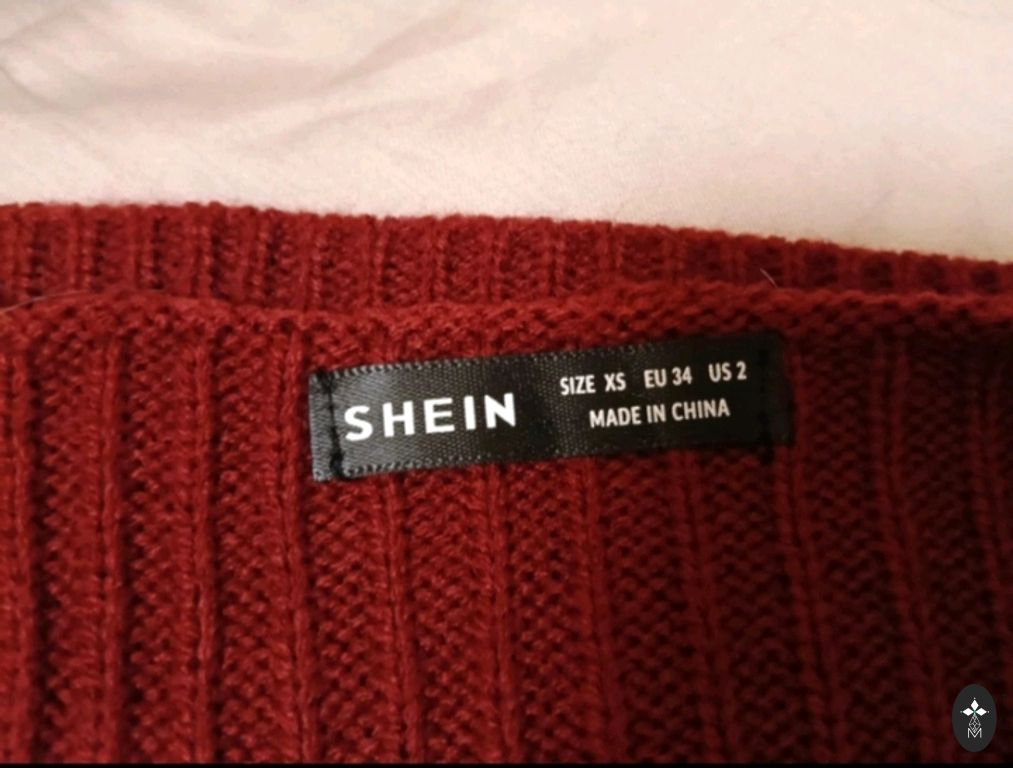 SHEIN
SIZE XS EU 34 US 2
MADE IN CHINA
M